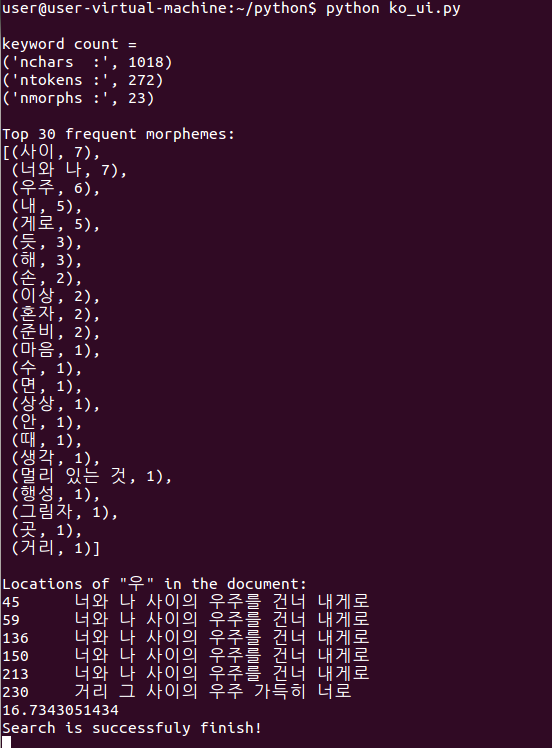 user@user-virtual-machine:~/python$ python ko_ui.py
keyword count =
('nchars  :', 1018)
('ntokens :', 272)
('nmorphs :', 23)
Top 30 frequent morphemes:
[(사이, 7),
(너와 나, 7),
(우주, 6),
(내, 5),
(게로, 5),
(듯, 3),
(해, 3),
(손, 2),
(이상, 2),
(혼자, 2),
(준비, 2),
(마음, 1),
(수, 1),
(면, 1),
(상상, 1),
(안, 1),
(때, 1),
(생각, 1),
(멀리 있는 것, 1),
(행성, 1),
(그림자, 1),
(곳, 1),
(거리, 1)]
Locations of "우" in the document:
45 너와 나 사이의 우주를 건너 내게로
59 너와 나 사이의 우주를 건너 내게로
136 너와 나 사이의 우주를 건너 내게로
150 너와 나 사이의 우주를 건너 내게로
213 너와 나 사이의 우주를 건너 내게로
230 거리 그 사이의 우주 가득히 너로
16.7343051434
Search is successfuly finish!